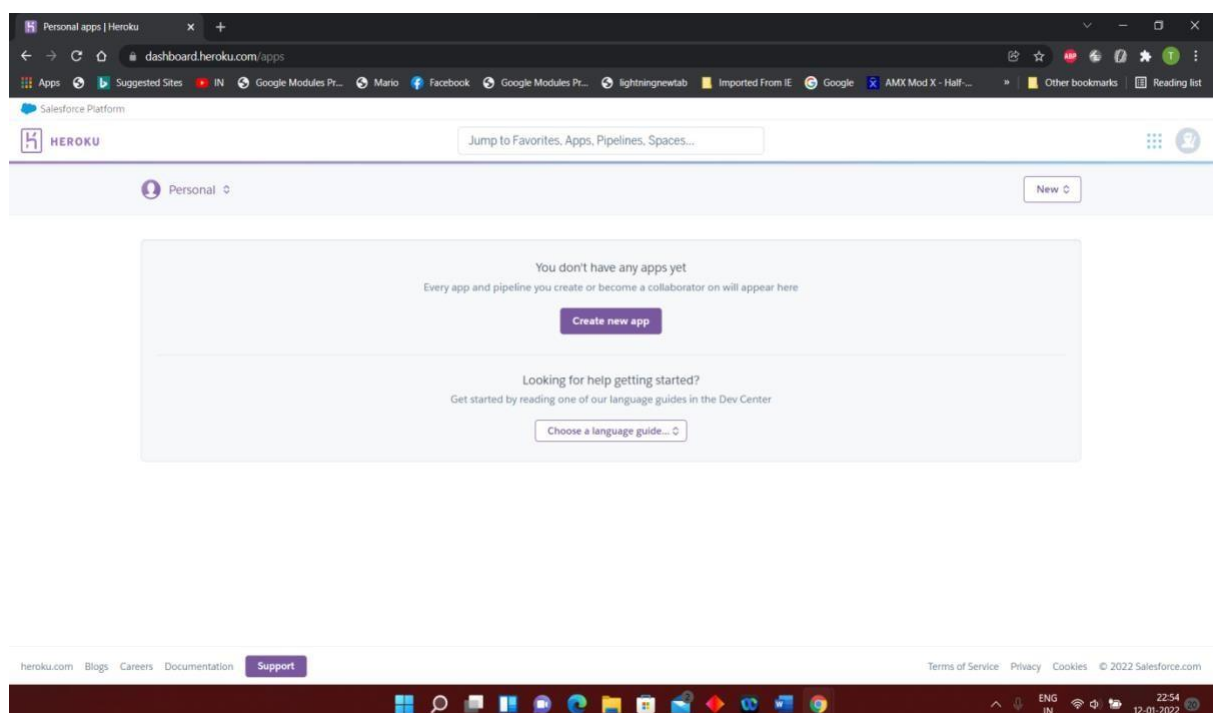 Personal apps | Heroku
dashboard.heroku.com/apps
Apps Suggested Sites IN Google Modules Pr... Mario Facebook Google Modules Pr... lightningnewtab Imported From IE Google AMX Mod X - Half-... » Other bookmarks Reading list
Salesforce Platform
HEROKU Jump to Favorites, Apps, Pipelines, Spaces...
Personal New
You don't have any apps yet
Every app and pipeline you create or become a collaborator on will appear here
Create new app
Looking for help getting started?
Get started by reading one of our language guides in the Dev Center
Choose a language guide...
heroku.com Blogs Careers Documentation Support Terms of Service Privacy Cookies © 2022 Salesforce.com
ENG 22:54
IN 12-01-2022